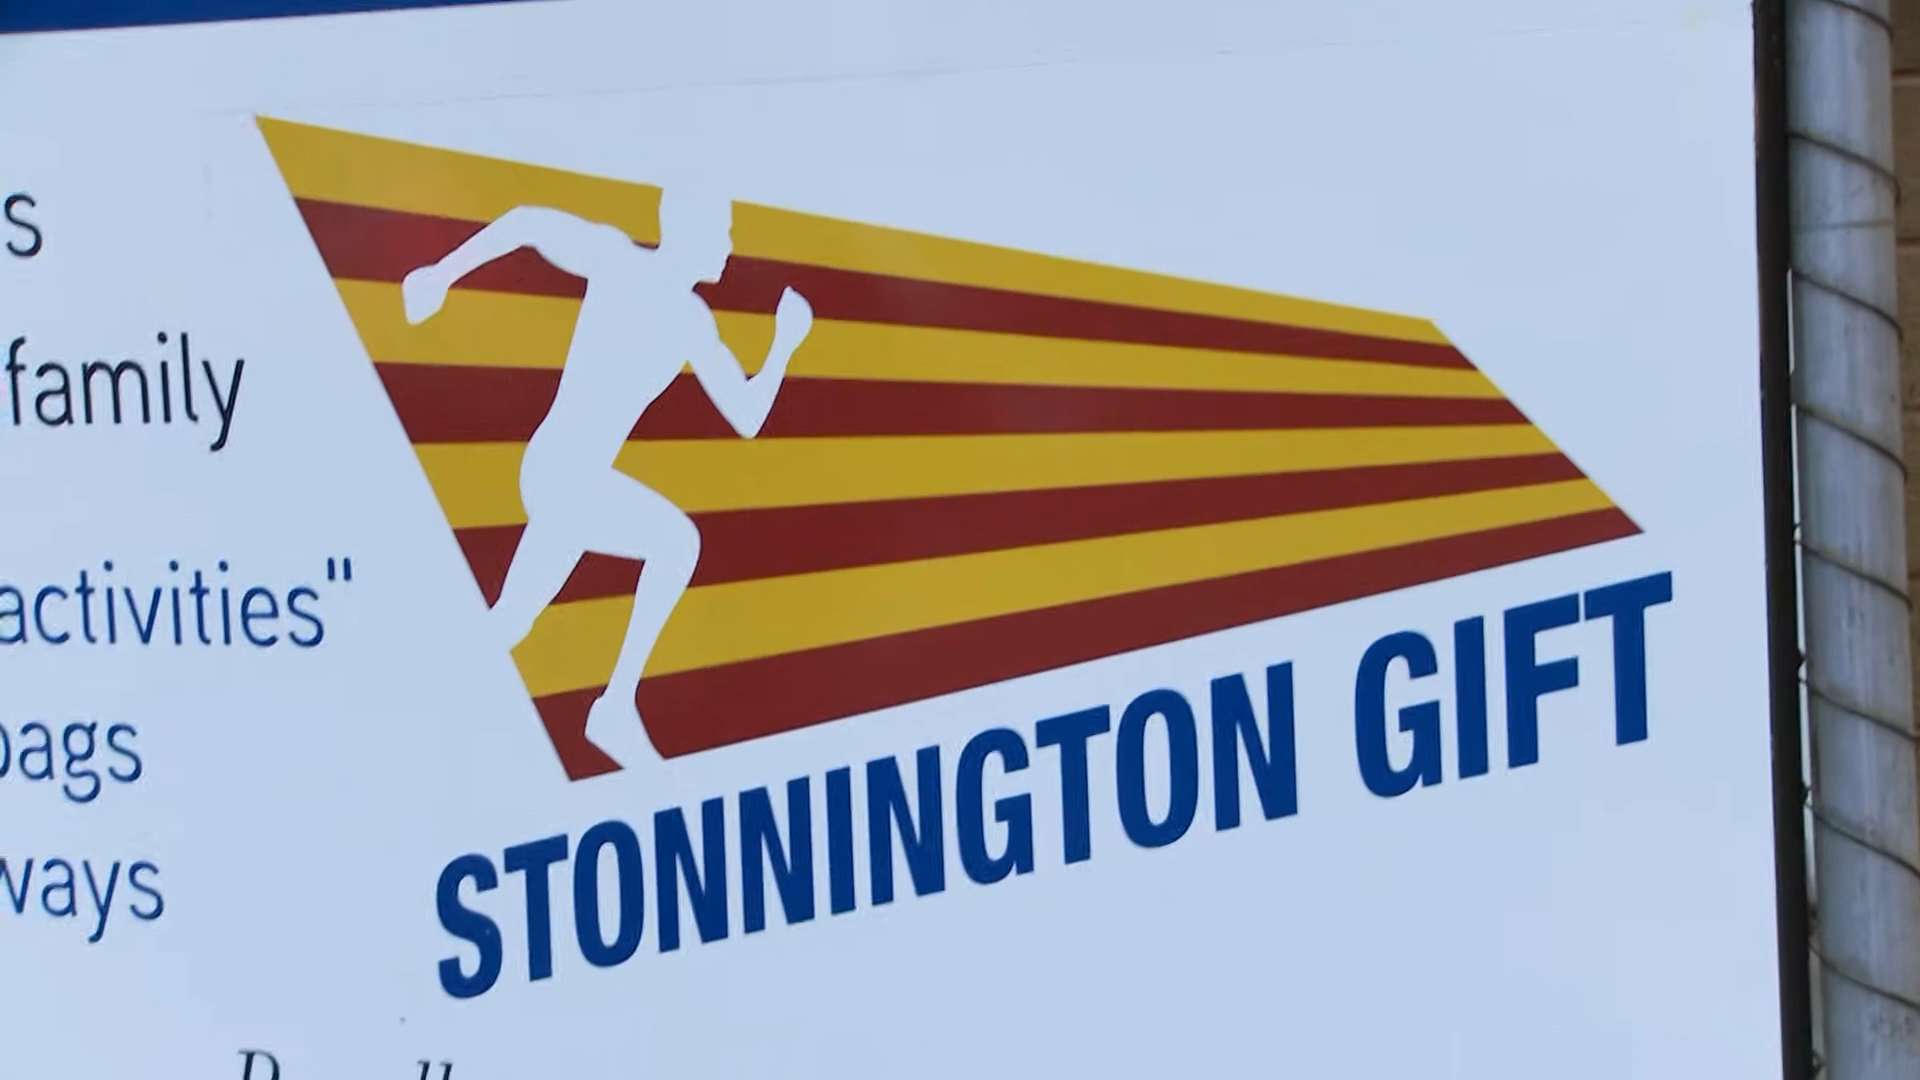 s
family
activities"
bags
ways
STONNINGTON GIFT